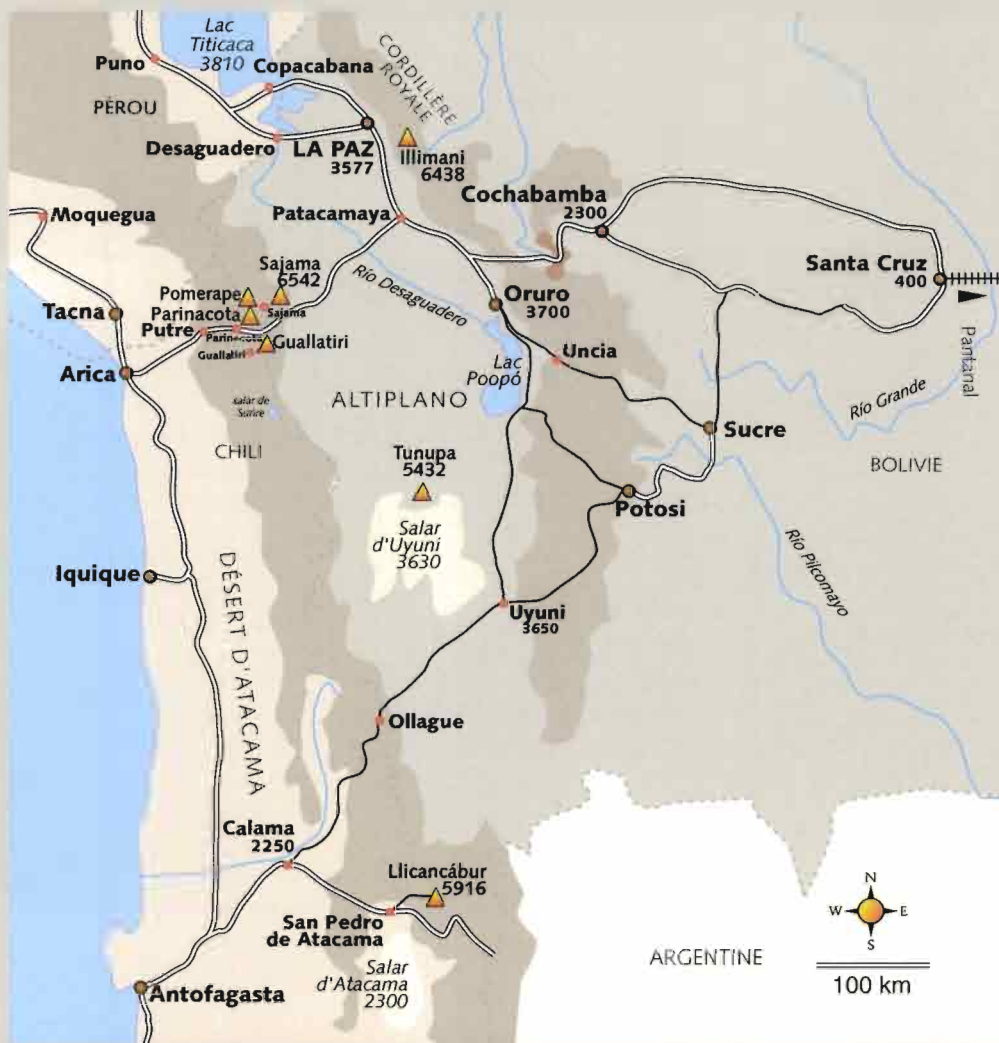 Lac
Titicaca
3810
Puno
Copacabana
CORDILLÈRE
ROYALE
PÉROU
Desaguadero
LA PAZ
3577
Illimani
6438
Cochabamba
2300
Moquegua
Patacamaya
Sajama
6542
Río Desaguadero
Santa Cruz
400
Pomerape
Sajama
Oruro
3700
Tacna
Parinacota
Putre
Parinacota
Guallatiri
Guallatiri
Pantanal
Arica
Lac
Poopó
Uncia
Río Grande
salar de
Surire
ALTIPLANO
Sucre
CHILI
Tunupa
5432
BOLIVIE
Potosi
Salar
d'Uyuni
3630
Río Pilcomayo
Iquique
DÉSERT D'ATACAMA
Uyuni
3650
Ollague
Calama
2250
Llicancábur
5916
N
W
E
S
San Pedro
de Atacama
ARGENTINE
Salar
d'Atacama
2300
100 km
Antofagasta